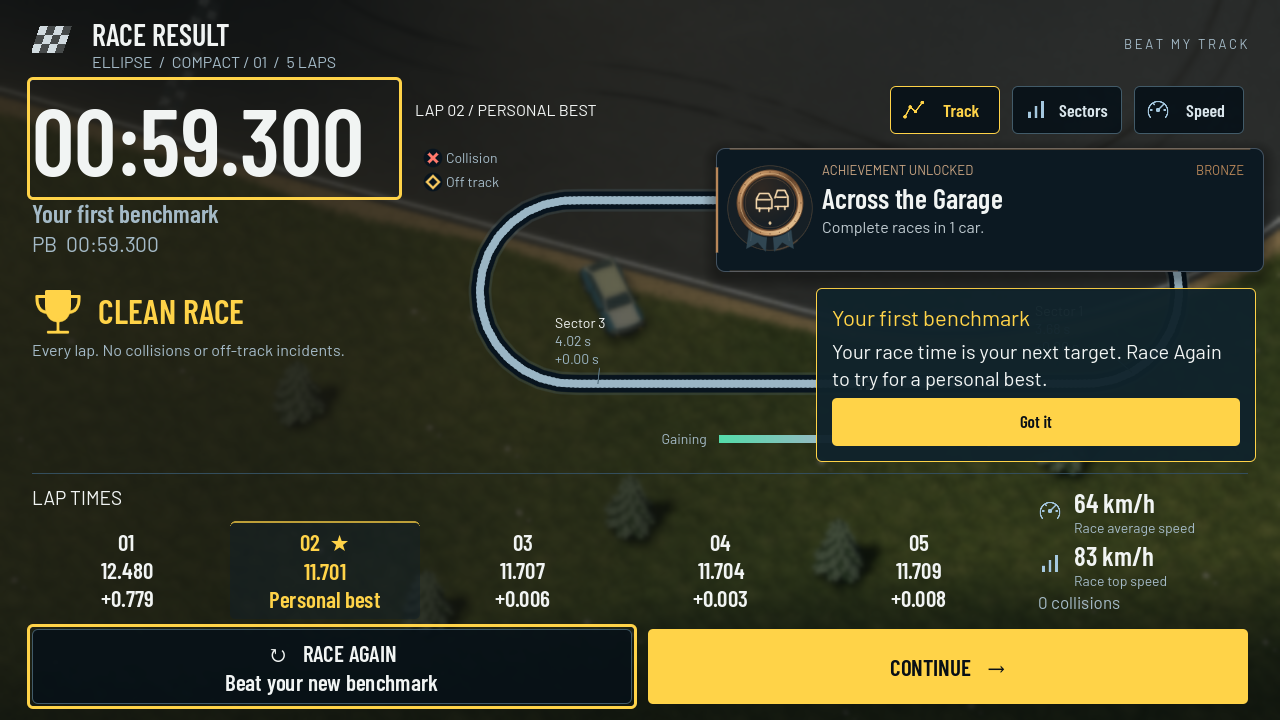 RACE RESULT
ELLIPSE / COMPACT / 01 / 5 LAPS
BEAT MY TRACK
00:59.300
Your first benchmark
PB 00:59.300
CLEAN RACE
Every lap. No collisions or off-track incidents.
LAP 02 / PERSONAL BEST
Collision
Off track
Track
Sectors
Speed
ACHIEVEMENT UNLOCKED
BRONZE
Across the Garage
Complete races in 1 car.
Sector 3
4.02 s
+0.00 s
Your first benchmark
Your race time is your next target. Race Again
to try for a personal best.
Got it
Gaining
LAP TIMES
01
12.480
+0.779
02 ★
11.701
Personal best
03
11.707
+0.006
04
11.704
+0.003
05
11.709
+0.008
64 km/h
Race average speed
83 km/h
Race top speed
0 collisions
↻ RACE AGAIN
Beat your new benchmark
CONTINUE →